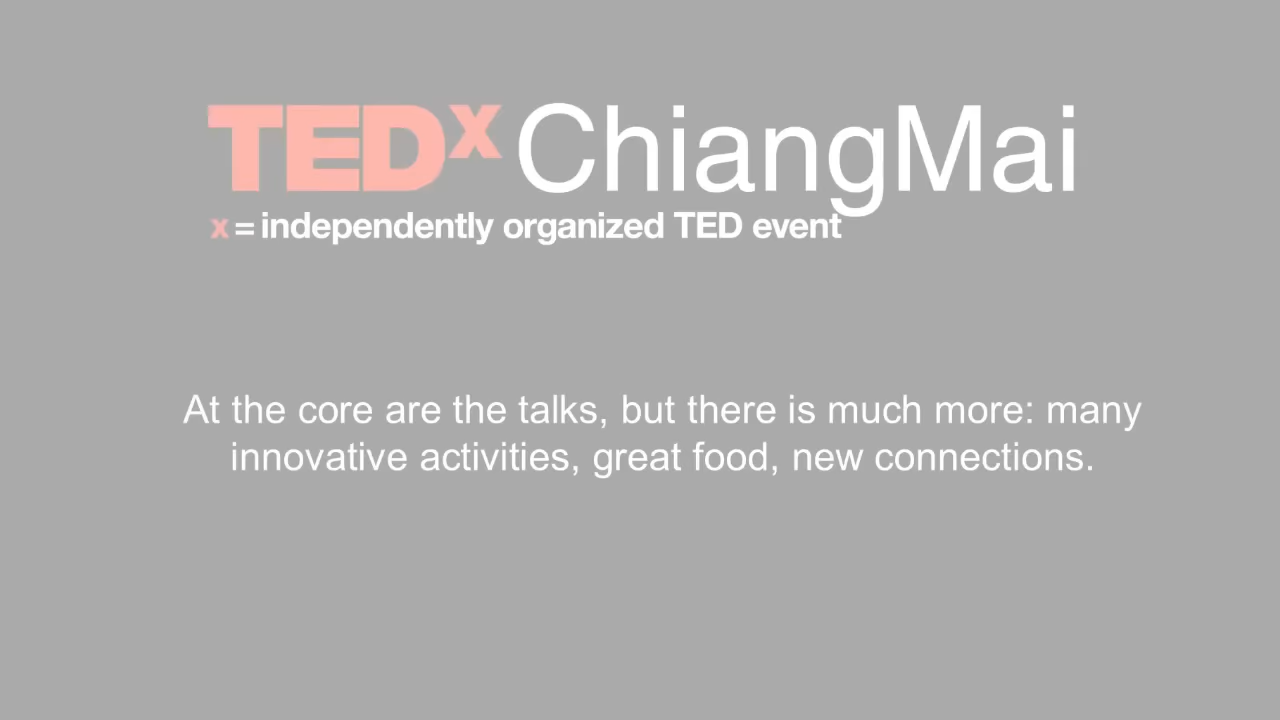 TEDx ChiangMai
x = independently organized TED event
At the core are the talks, but there is much more: many
innovative activities, great food, new connections.